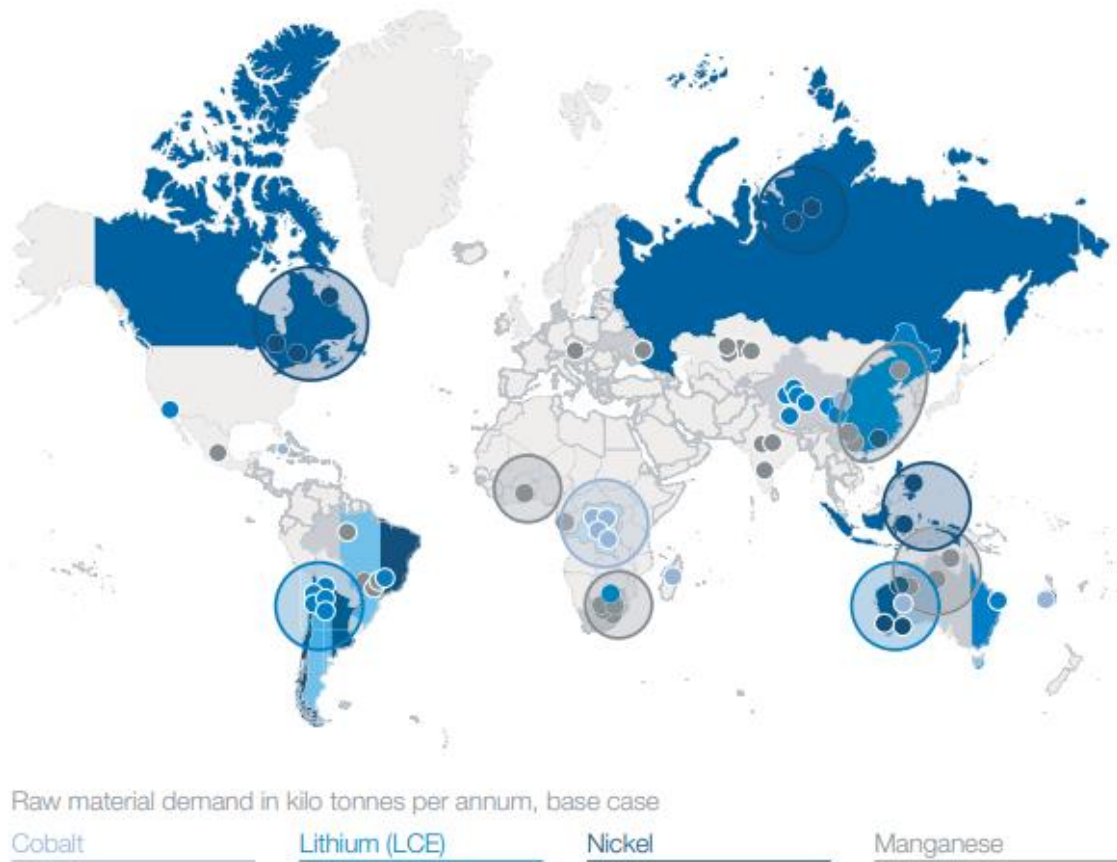 Raw material demand in kilo tonnes per annum, base case
Cobalt Lithium (LCE) Nickel Manganese